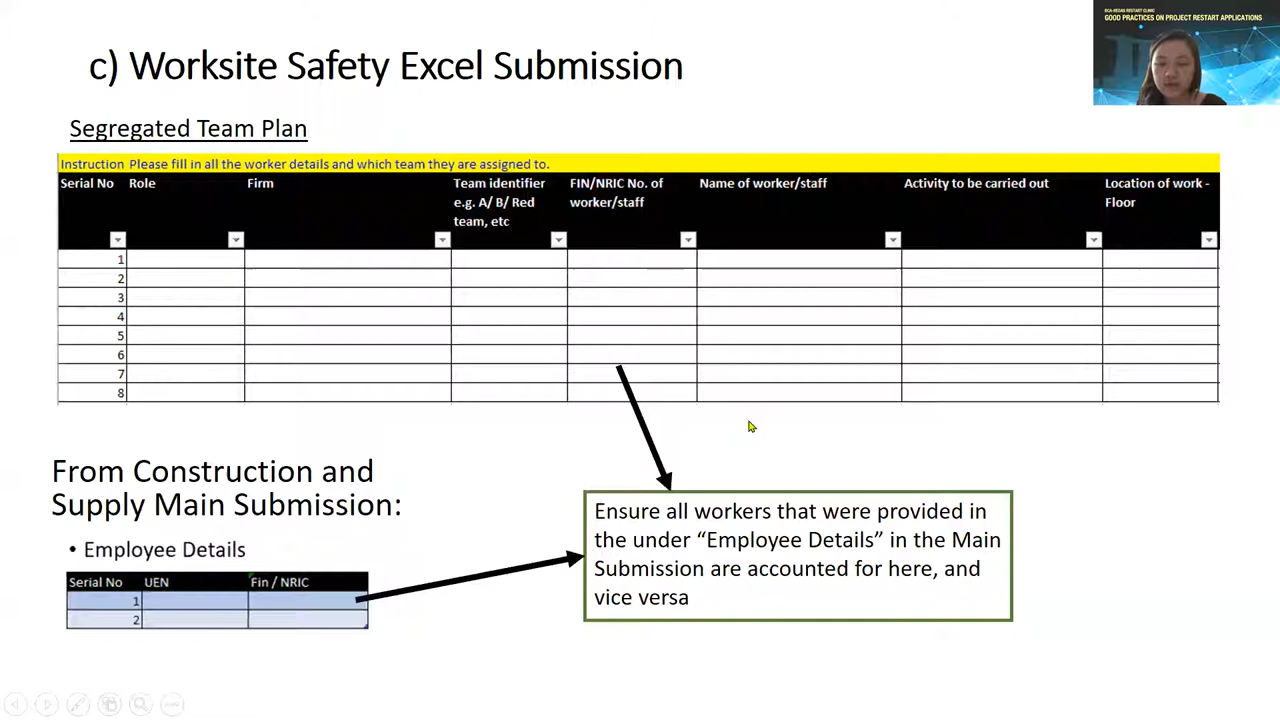 BCA-REDAS RESTART CLINIC
GOOD PRACTICES ON PROJECT RESTART APPLICATIONS
c) Worksite Safety Excel Submission
Segregated Team Plan
Instruction Please fill in all the worker details and which team they are assigned to.
Serial No Role Firm Team identifier e.g. A/ B/ Red team, etc FIN/NRIC No. of worker/staff Name of worker/staff Activity to be carried out Location of work - Floor
1
2
3
4
5
6
7
8
From Construction and
Supply Main Submission:
• Employee Details
Serial No UEN Fin / NRIC
1
2
Ensure all workers that were provided in
the under “Employee Details” in the Main
Submission are accounted for here, and
vice versa